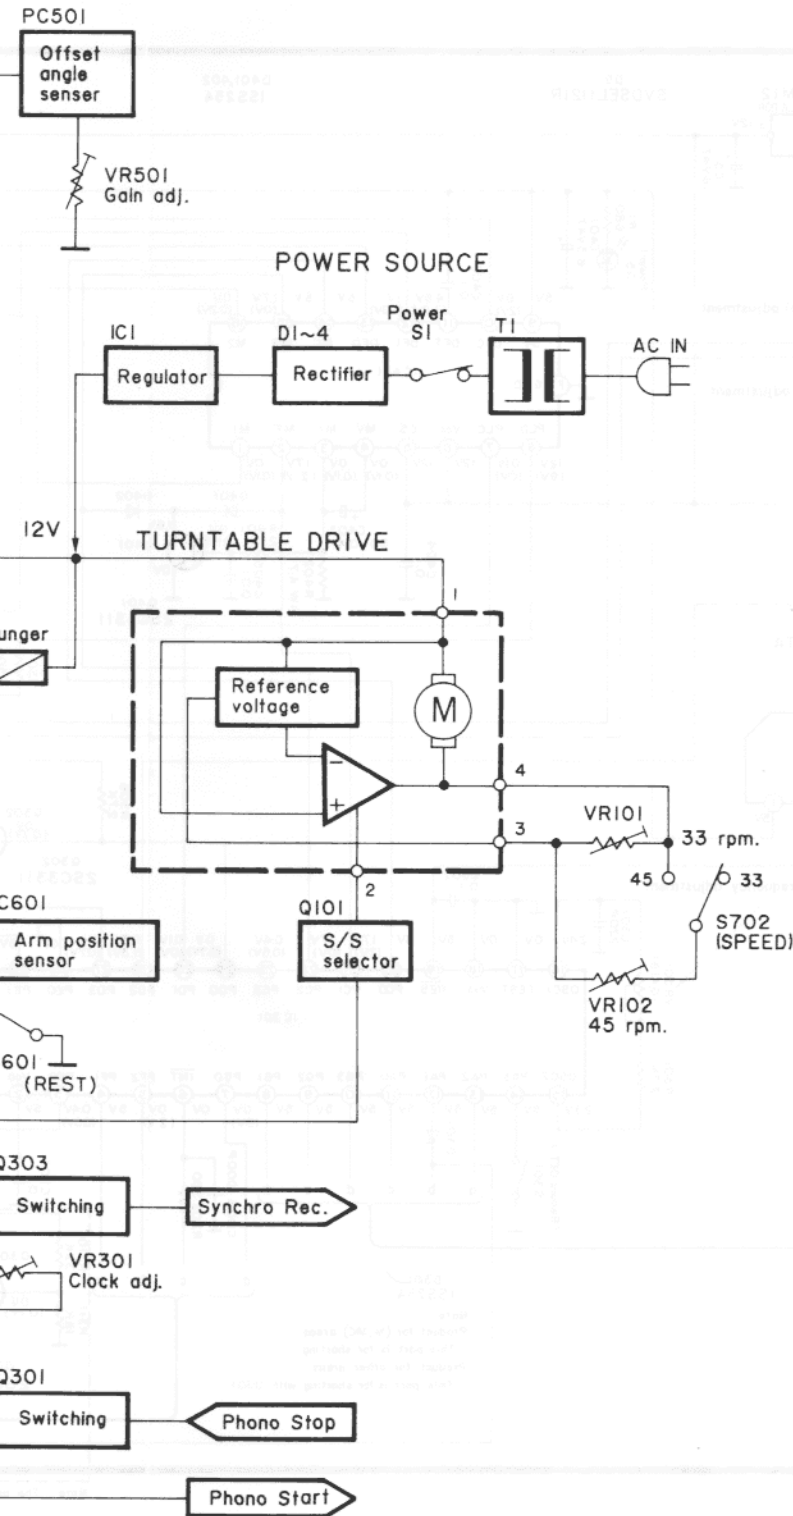 PC501
Offset
angle
senser
VR501
Gain adj.
POWER SOURCE
IC1
Regulator
D1~4
Rectifier
Power
S1
T1
AC IN
12V
TURNTABLE DRIVE
1
unger
Reference
voltage
M
−
+
4
3
2
VR101
33 rpm.
45
33
S702
(SPEED)
VR102
45 rpm.
C601
Arm position
sensor
Q101
S/S
selector
601
(REST)
Q303
Switching
Synchro Rec.
VR301
Clock adj.
Q301
Switching
Phono Stop
Phono Start